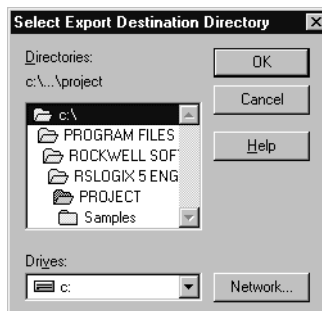 Select Export Destination Directory
Directories:
c:\...\project
c:\
PROGRAM FILES
ROCKWELL SOF
RSLOGIX 5 ENG
PROJECT
Samples
Drives:
c:
OK
Cancel
Help
Network...